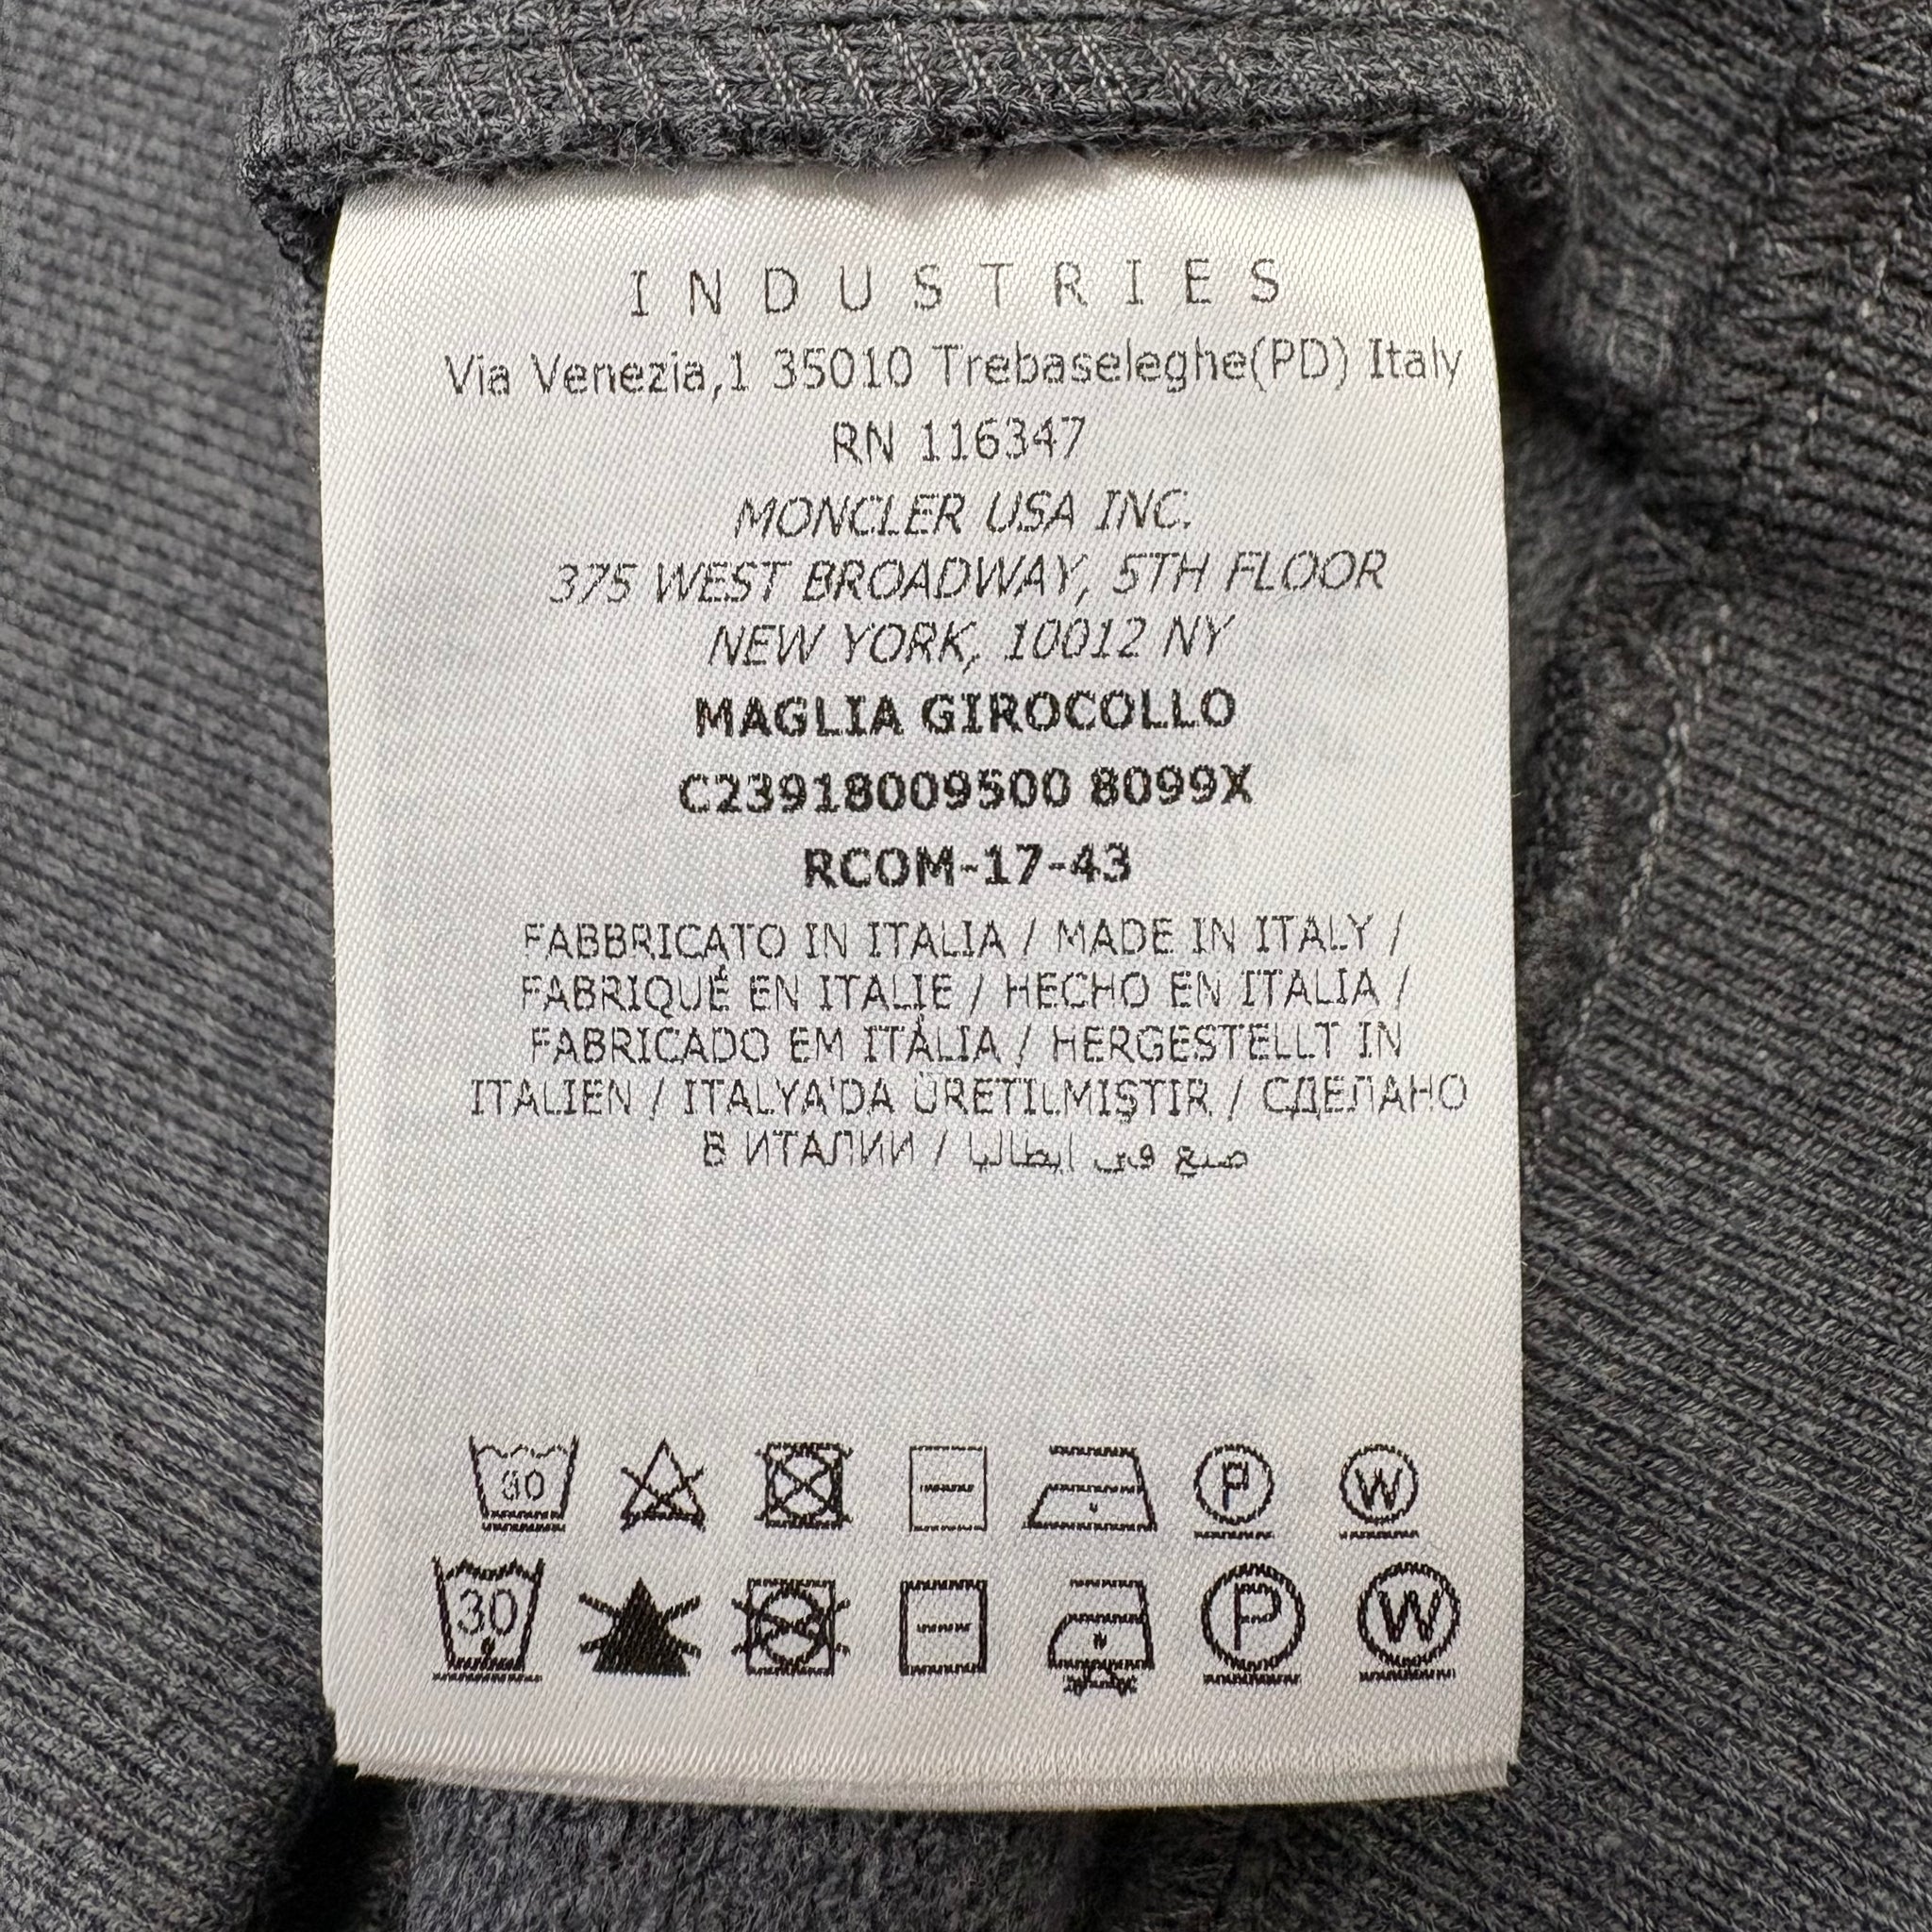 INDUSTRIES
Via Venezia,1 35010 Trebaseleghe(PD) Italy
RN 116347
MONCLER USA INC.
375 WEST BROADWAY, 5TH FLOOR
NEW YORK, 10012 NY
MAGLIA GIROCOLLO
C23918009500 8099X
RCOM-17-43
FABBRICATO IN ITALIA / MADE IN ITALY /
FABRIQUÉ EN ITALIE / HECHO EN ITALIA /
FABRICADO EM ITÁLIA / HERGESTELLT IN
ITALIEN / ITALYA'DA ÜRETILMIŞTIR / СДЕЛАНО
В ИТАЛИИ / صنع في ايطاليا
30 P W
30 P W